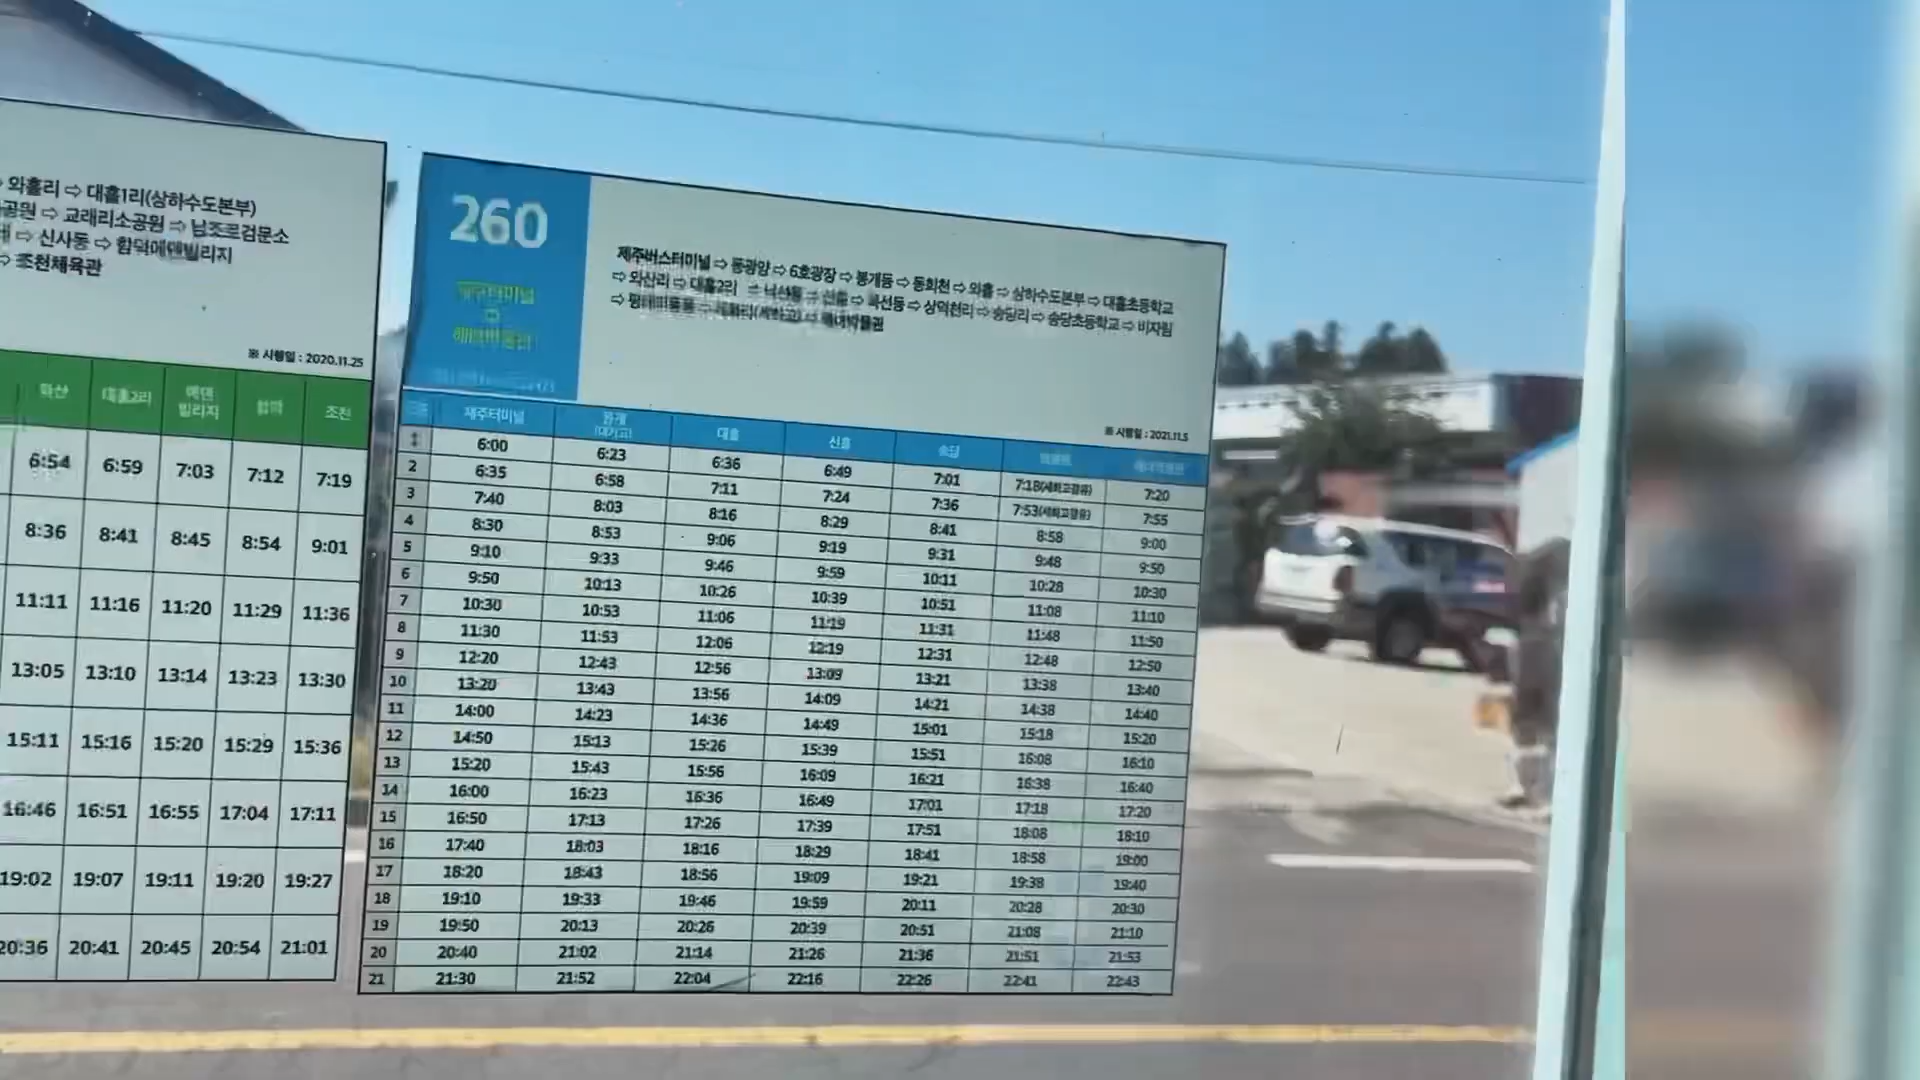 와흘리 ⇨ 대흘1리(상하수도본부)
공원 ⇨ 교래리소공원 ⇨ 남조로검문소
⇨ 신사동 ⇨ 함덕에덴빌리지
⇨ 조천체육관
※ 시행일 : 2020.11.25
와산 대흘2리 에덴빌리지 함덕 조천
6:54 6:59 7:03 7:12 7:19
8:36 8:41 8:45 8:54 9:01
11:11 11:16 11:20 11:29 11:36
13:05 13:10 13:14 13:23 13:30
15:11 15:16 15:20 15:29 15:36
16:46 16:51 16:55 17:04 17:11
19:02 19:07 19:11 19:20 19:27
20:36 20:41 20:45 20:54 21:01
260
제주터미널
제주버스터미널 ⇨ 동광양 ⇨ 6호광장 ⇨ 봉개동 ⇨ 동회천 ⇨ 와흘 ⇨ 상하수도본부 ⇨ 대흘초등학교
⇨ 와산리 ⇨ 대흘2리 ⇨ 선흘 ⇨ 목선동 ⇨ 상덕천리 ⇨ 송당리 ⇨ 송당초등학교 ⇨ 비자림
⇨ 해녀박물관
※ 시행일 : 2021.11.5
제주터미널 봉개(대기고) 대흘 선흘 송당
1 6:00 6:23 6:36 6:49 7:01 7:18(세화고경유) 7:20
2 6:35 6:58 7:11 7:24 7:36 7:53(세화고경유) 7:55
3 7:40 8:03 8:16 8:29 8:41 8:58 9:00
4 8:30 8:53 9:06 9:19 9:31 9:48 9:50
5 9:10 9:33 9:46 9:59 10:11 10:28 10:30
6 9:50 10:13 10:26 10:39 10:51 11:08 11:10
7 10:30 10:53 11:06 11:19 11:31 11:48 11:50
8 11:30 11:53 12:06 12:19 12:31 12:48 12:50
9 12:20 12:43 12:56 13:09 13:21 13:38 13:40
10 13:20 13:43 13:56 14:09 14:21 14:38 14:40
11 14:00 14:23 14:36 14:49 15:01 15:18 15:20
12 14:50 15:13 15:26 15:39 15:51 16:08 16:10
13 15:20 15:43 15:56 16:09 16:21 16:38 16:40
14 16:00 16:23 16:36 16:49 17:01 17:18 17:20
15 16:50 17:13 17:26 17:39 17:51 18:08 18:10
16 17:40 18:03 18:16 18:29 18:41 18:58 19:00
17 18:20 18:43 18:56 19:09 19:21 19:38 19:40
18 19:10 19:33 19:46 19:59 20:11 20:28 20:30
19 19:50 20:13 20:26 20:39 20:51 21:08 21:10
20 20:40 21:02 21:14 21:26 21:36 21:51 21:53
21 21:30 21:52 22:04 22:16 22:26 22:41 22:43